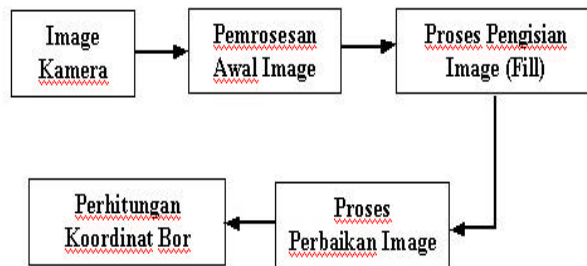 Image
Kamera
Pemrosesan
Awal Image
Proses Pengisian
Image (Fill)
Proses
Perbaikan Image
Perhitungan
Koordinat Bor